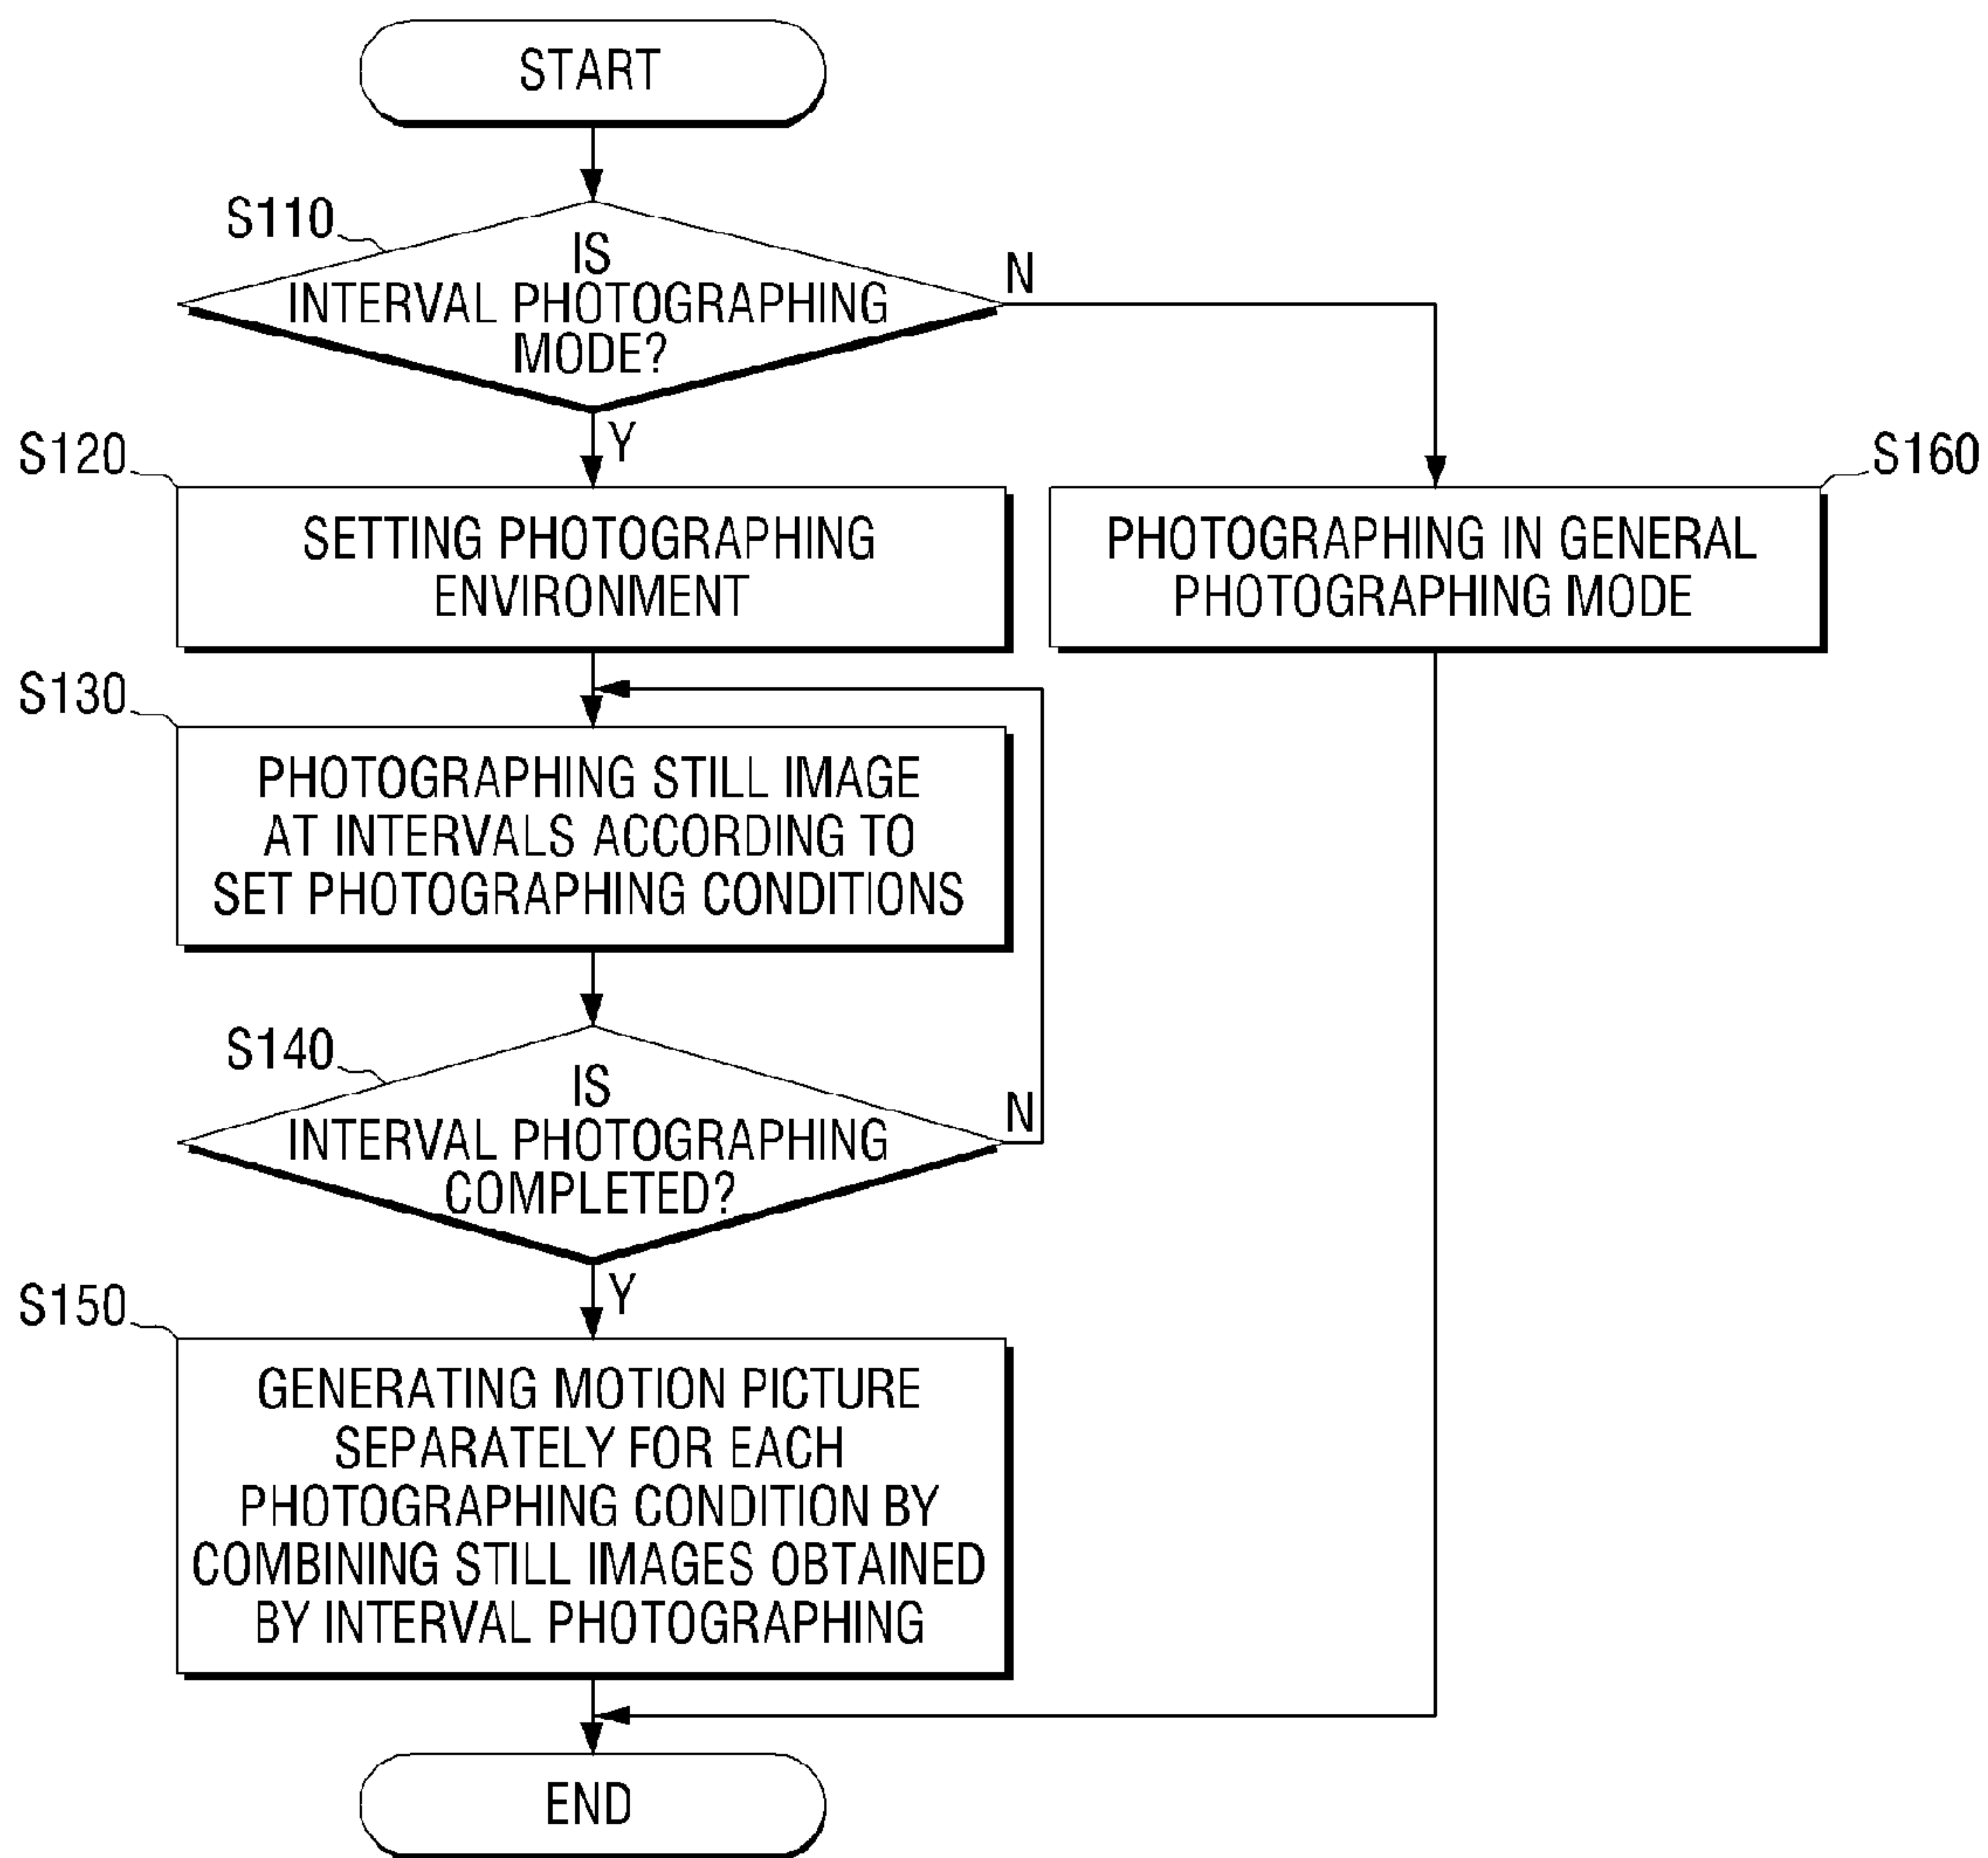 START
S110
IS
INTERVAL PHOTOGRAPHING
MODE?
N
Y
S120
SETTING PHOTOGRAPHING
ENVIRONMENT
S160
PHOTOGRAPHING IN GENERAL
PHOTOGRAPHING MODE
S130
PHOTOGRAPHING STILL IMAGE
AT INTERVALS ACCORDING TO
SET PHOTOGRAPHING CONDITIONS
S140
IS
INTERVAL PHOTOGRAPHING
COMPLETED?
N
Y
S150
GENERATING MOTION PICTURE
SEPARATELY FOR EACH
PHOTOGRAPHING CONDITION BY
COMBINING STILL IMAGES OBTAINED
BY INTERVAL PHOTOGRAPHING
END